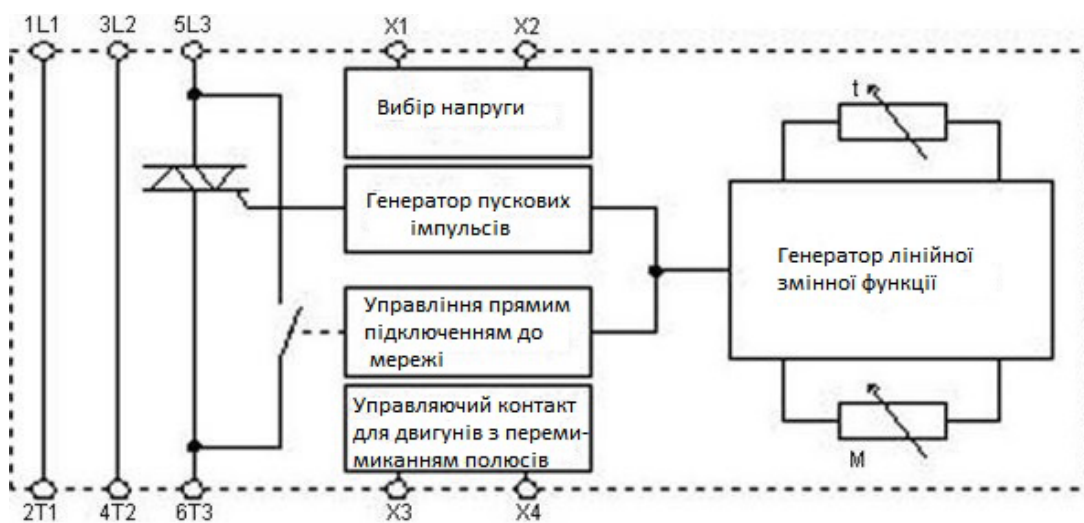 1L1 3L2 5L3 X1 X2
Вибір напруги
Генератор пускових
імпульсів
Управління прямим
підключенням до
мережі
Управляючий контакт
для двигунів з переми-
миканням полюсів
t
Генератор лінійної
змінної функції
M
2T1 4T2 6T3 X3 X4